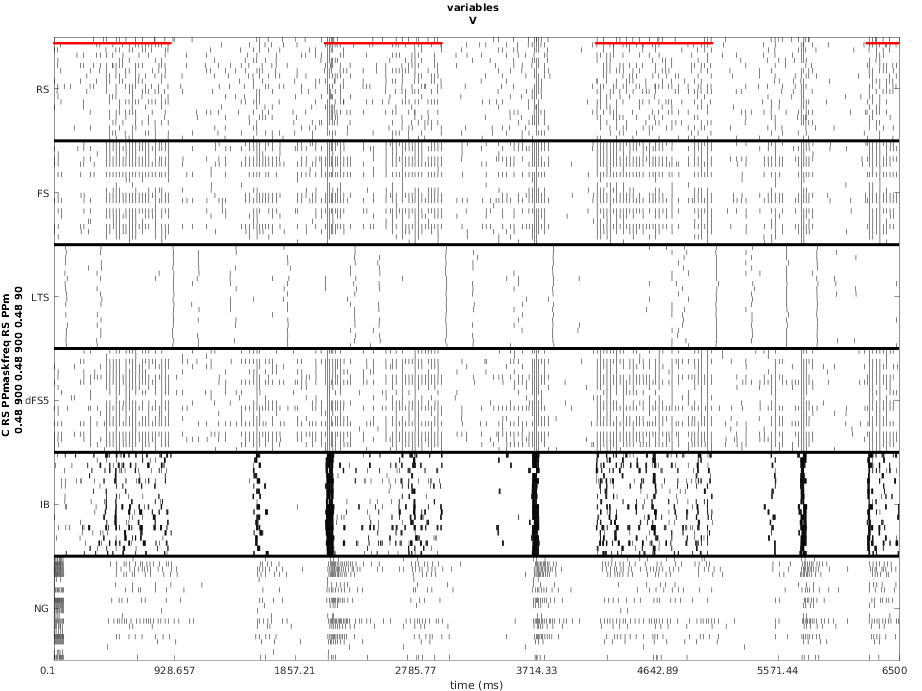 variables
V
RS
FS
LTS
dFS5
IB
NG
C RS PPmaskfreq RS PPm
0.48 900 0.48 900 0.48 90
0.1 928.657 1857.21 2785.77 3714.33 4642.89 5571.44 6500
time (ms)